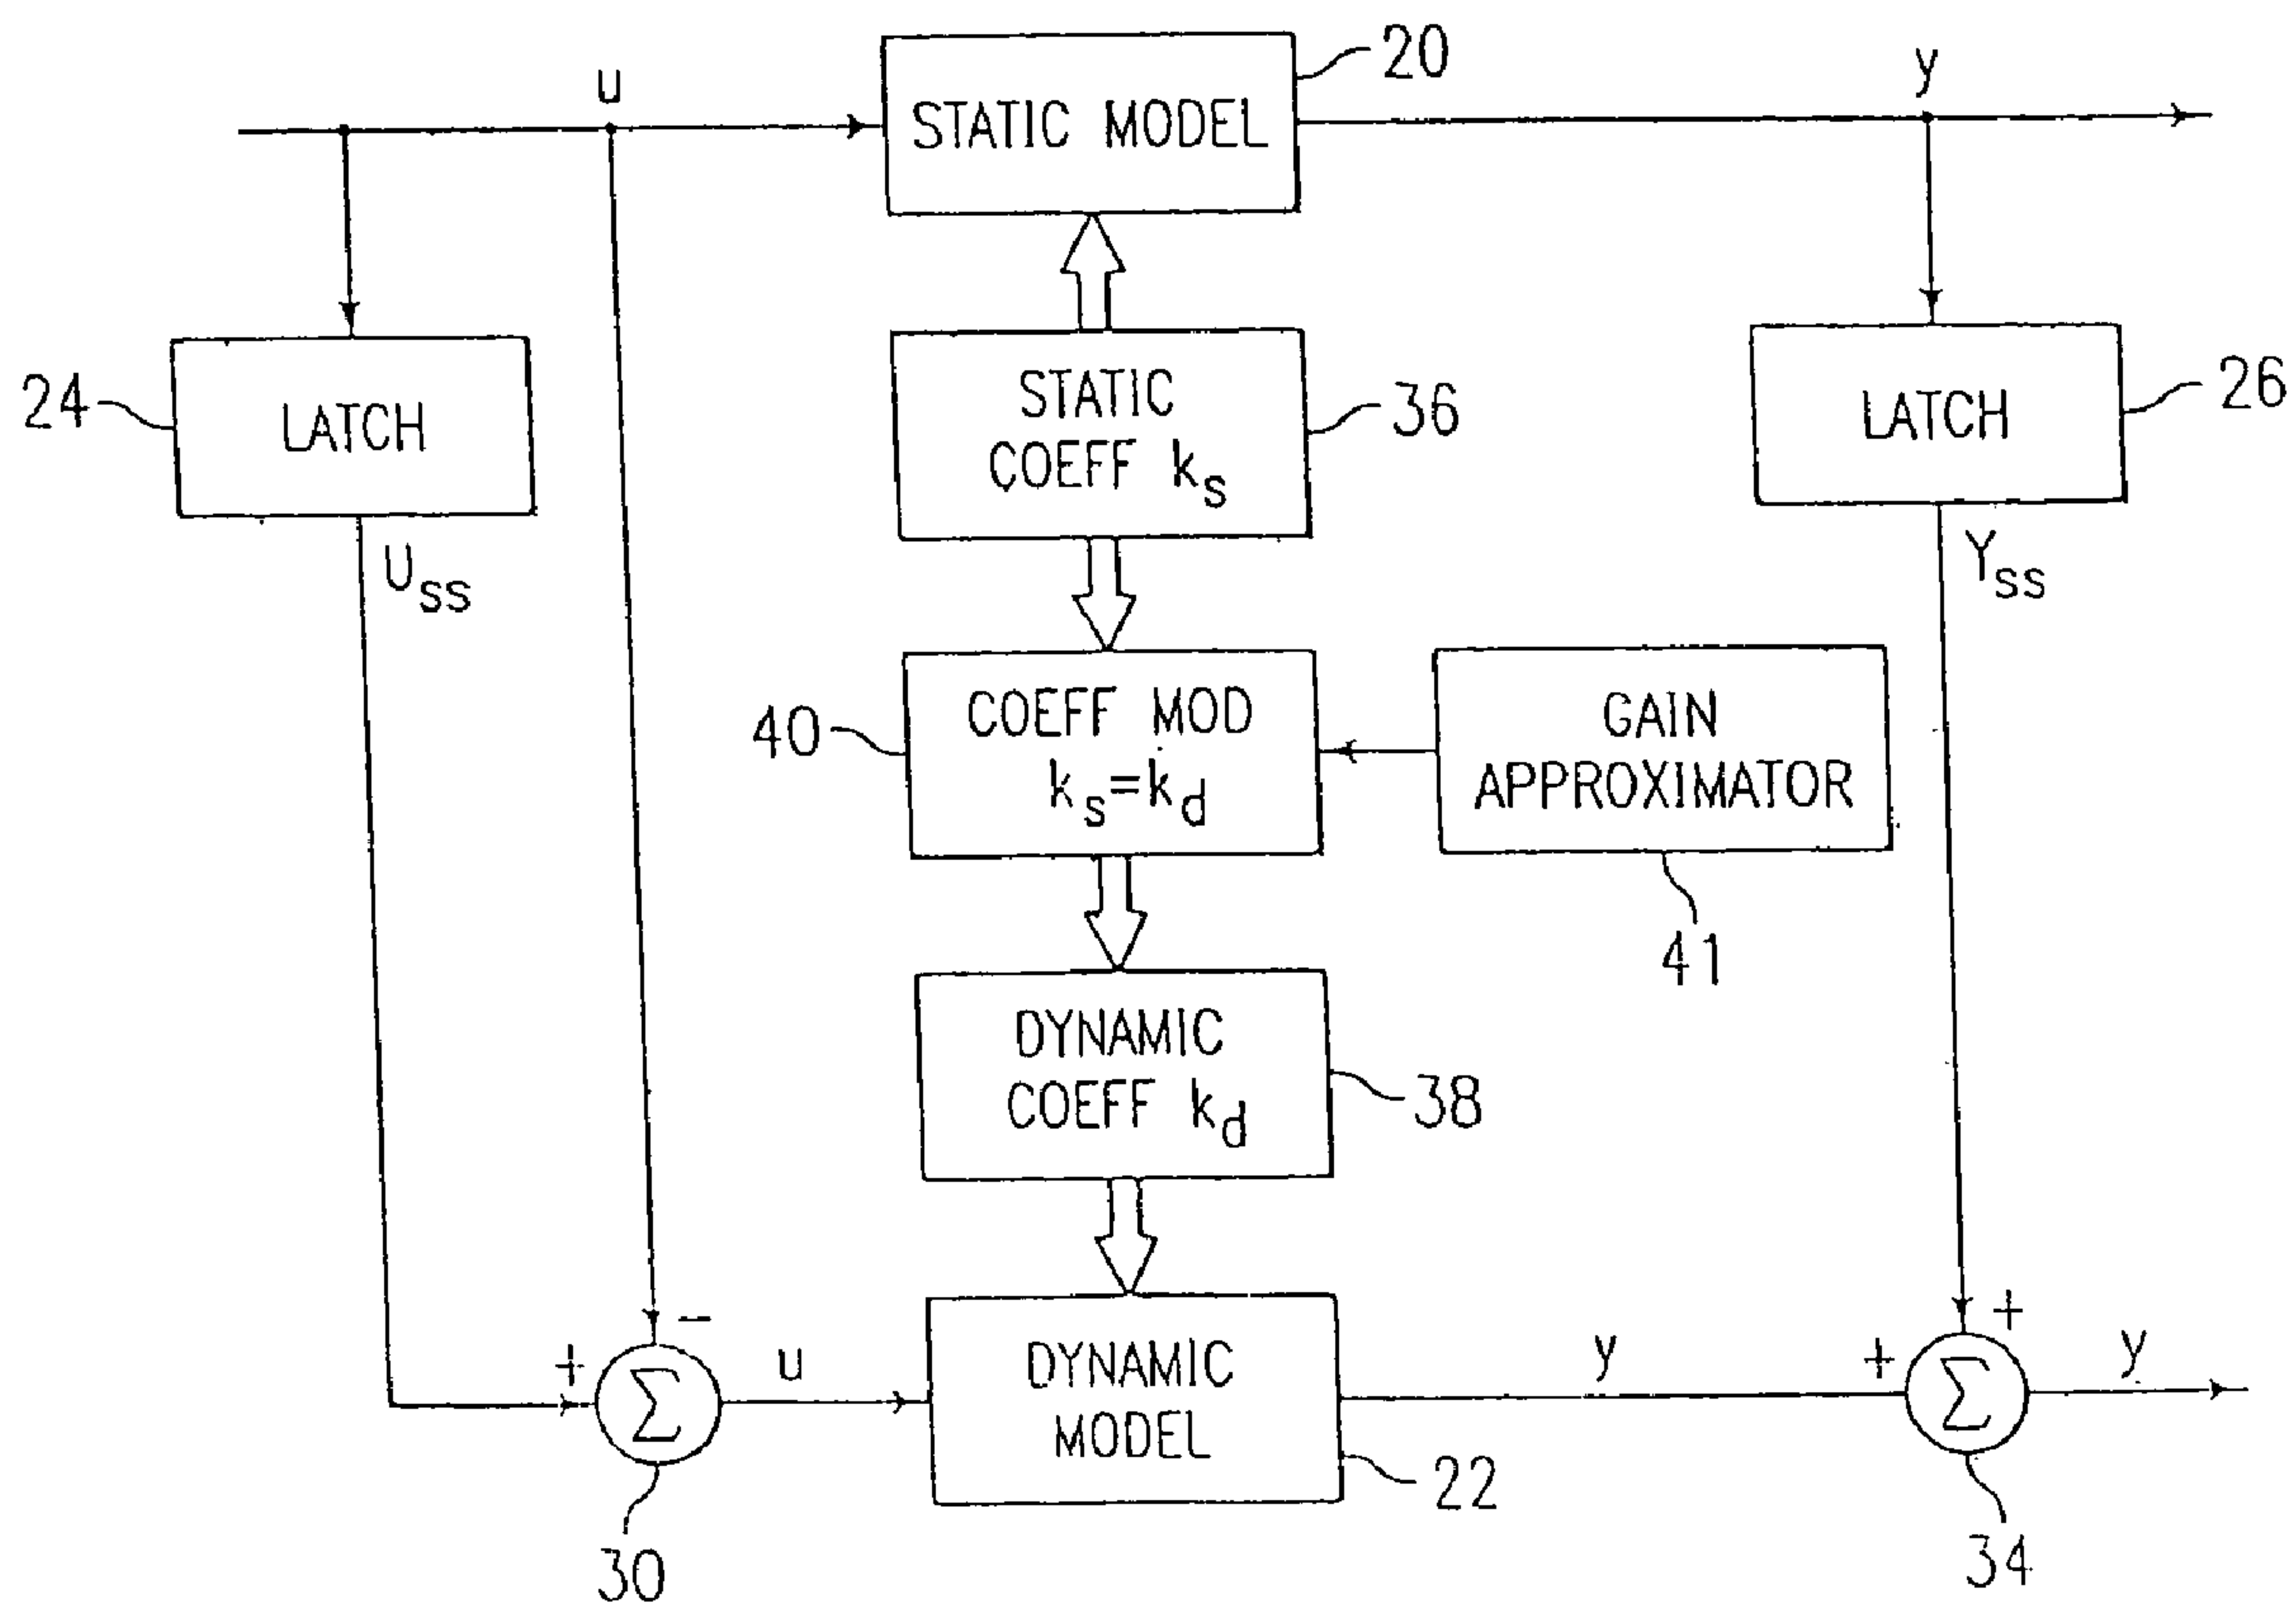 u
20
STATIC MODEL
y
24
LATCH
STATIC
COEFF ks
36
LATCH
26
Uss
Yss
40
COEFF MOD
ks=kd
GAIN
APPROXIMATOR
41
DYNAMIC
COEFF kd
38
−
+
Σ
30
u
DYNAMIC
MODEL
22
y
+
+
Σ
34
y